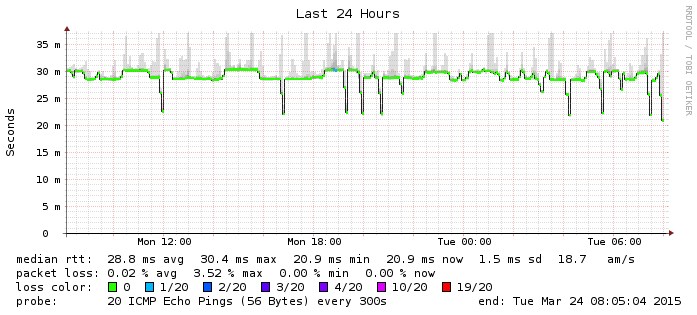 Last 24 Hours
RRDTOOL / TOBI OETIKER
Seconds
35 m
30 m
25 m
20 m
15 m
10 m
5 m
0
Mon 12:00 Mon 18:00 Tue 00:00 Tue 06:00
median rtt: 28.8 ms avg 30.4 ms max 20.9 ms min 20.9 ms now 1.5 ms sd 18.7 am/s
packet loss: 0.02 % avg 3.52 % max 0.00 % min 0.00 % now
loss color: 0 1/20 2/20 3/20 4/20 10/20 19/20
probe: 20 ICMP Echo Pings (56 Bytes) every 300s end: Tue Mar 24 08:05:04 2015